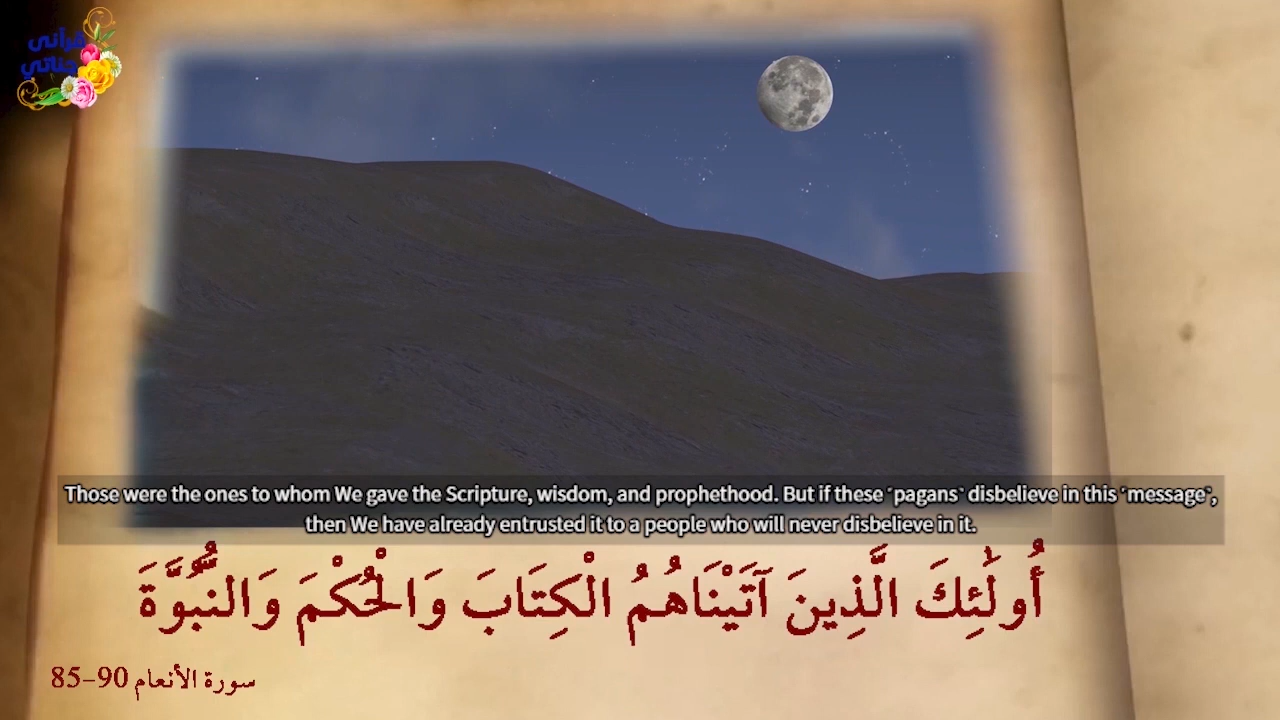 قرآنى
جناتي
Those were the ones to whom We gave the Scripture, wisdom, and prophethood. But if these ˹pagans˺ disbelieve in this ˹message˺,
then We have already entrusted it to a people who will never disbelieve in it.
أُولَٰئِكَ الَّذِينَ آتَيْنَاهُمُ الْكِتَابَ وَالْحُكْمَ وَالنُّبُوَّةَ
سورة الأنعام 90-85